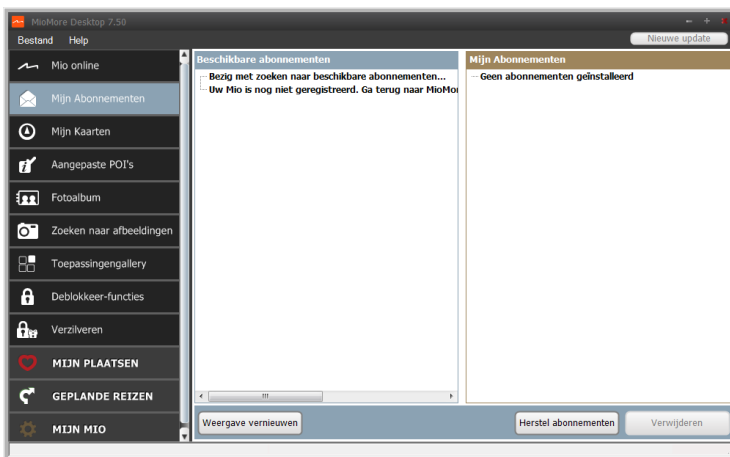 MioMore Desktop 7.50
Bestand Help
Nieuwe update
Mio online
Mijn Abonnementen
Mijn Kaarten
Aangepaste POI's
Fotoalbum
Zoeken naar afbeeldingen
Toepassingengallery
Deblokkeer-functies
Verzilveren
MIJN PLAATSEN
GEPLANDE REIZEN
MIJN MIO
Beschikbare abonnementen
Bezig met zoeken naar beschikbare abonnementen...
Uw Mio is nog niet geregistreerd. Ga terug naar MioMo
Mijn Abonnementen
Geen abonnementen geïnstalleerd
Weergave vernieuwen
Herstel abonnementen
Verwijderen